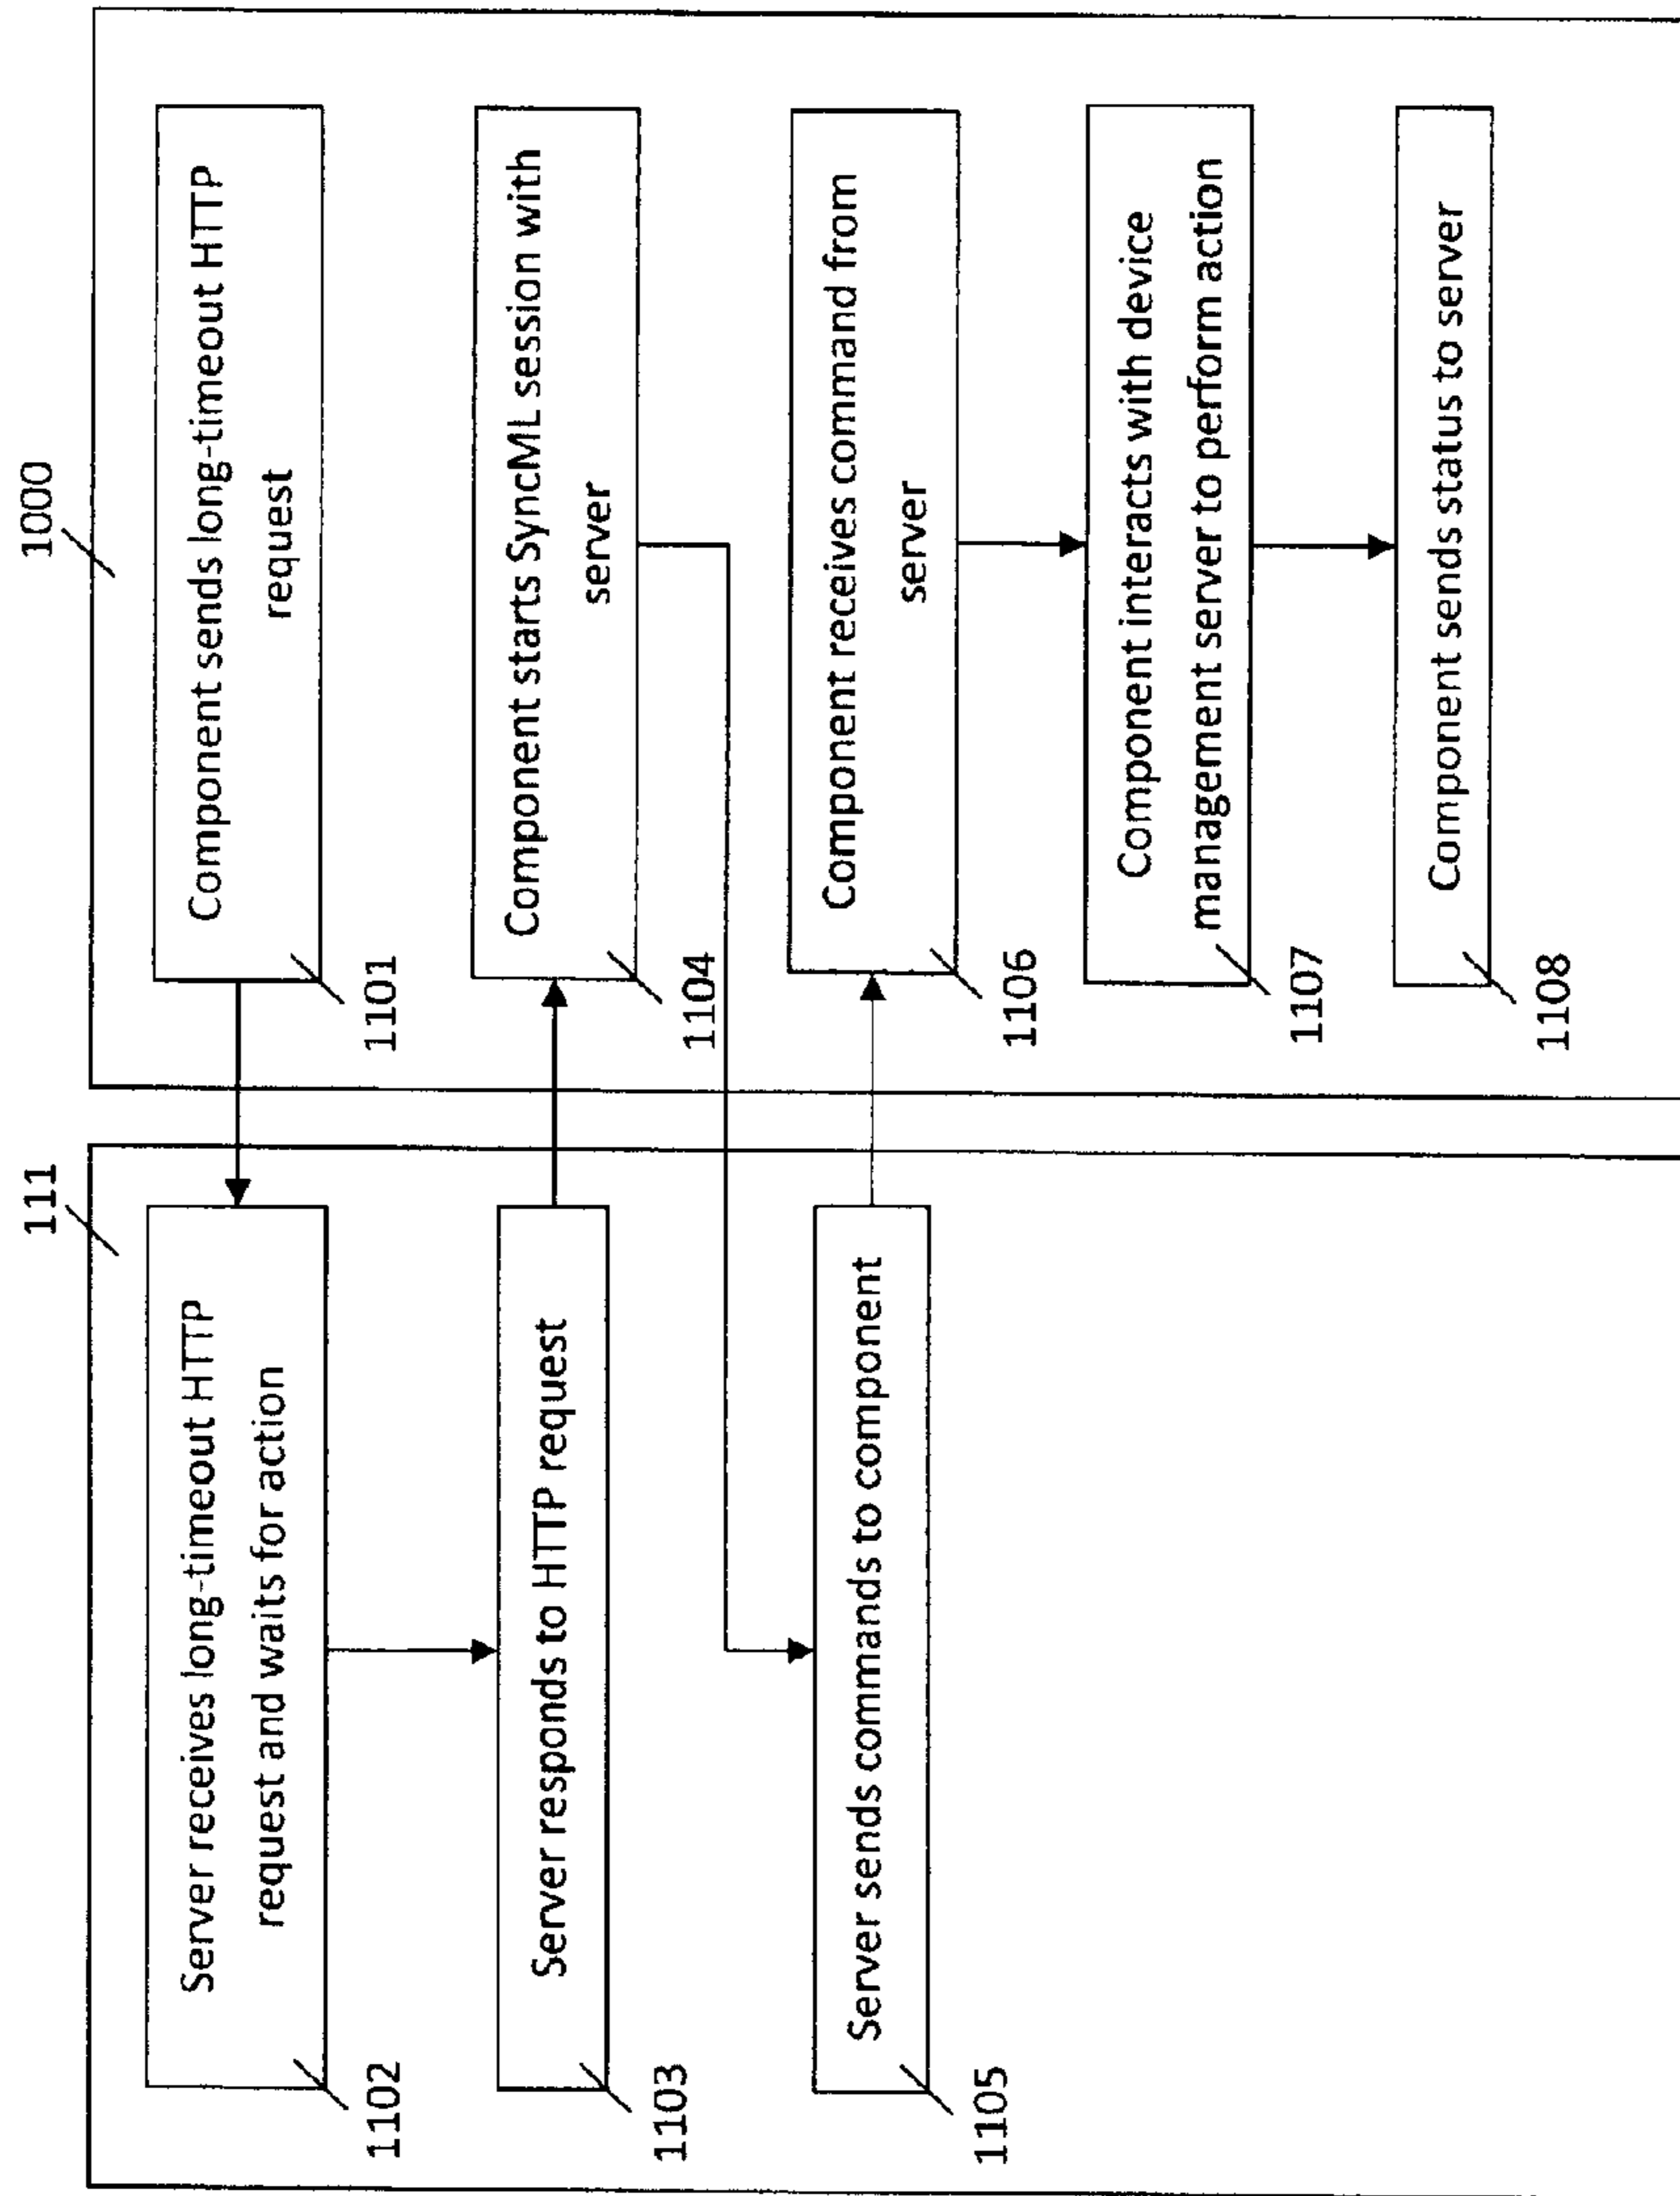 111
Server receives long-timeout HTTP
request and waits for action
1102
Server responds to HTTP request
1103
Server sends commands to component
1105
1000
Component sends long-timeout HTTP
request
1101
Component starts SyncML session with
server
1104
Component receives command from
server
1106
Component interacts with device
management server to perform action
1107
Component sends status to server
1108